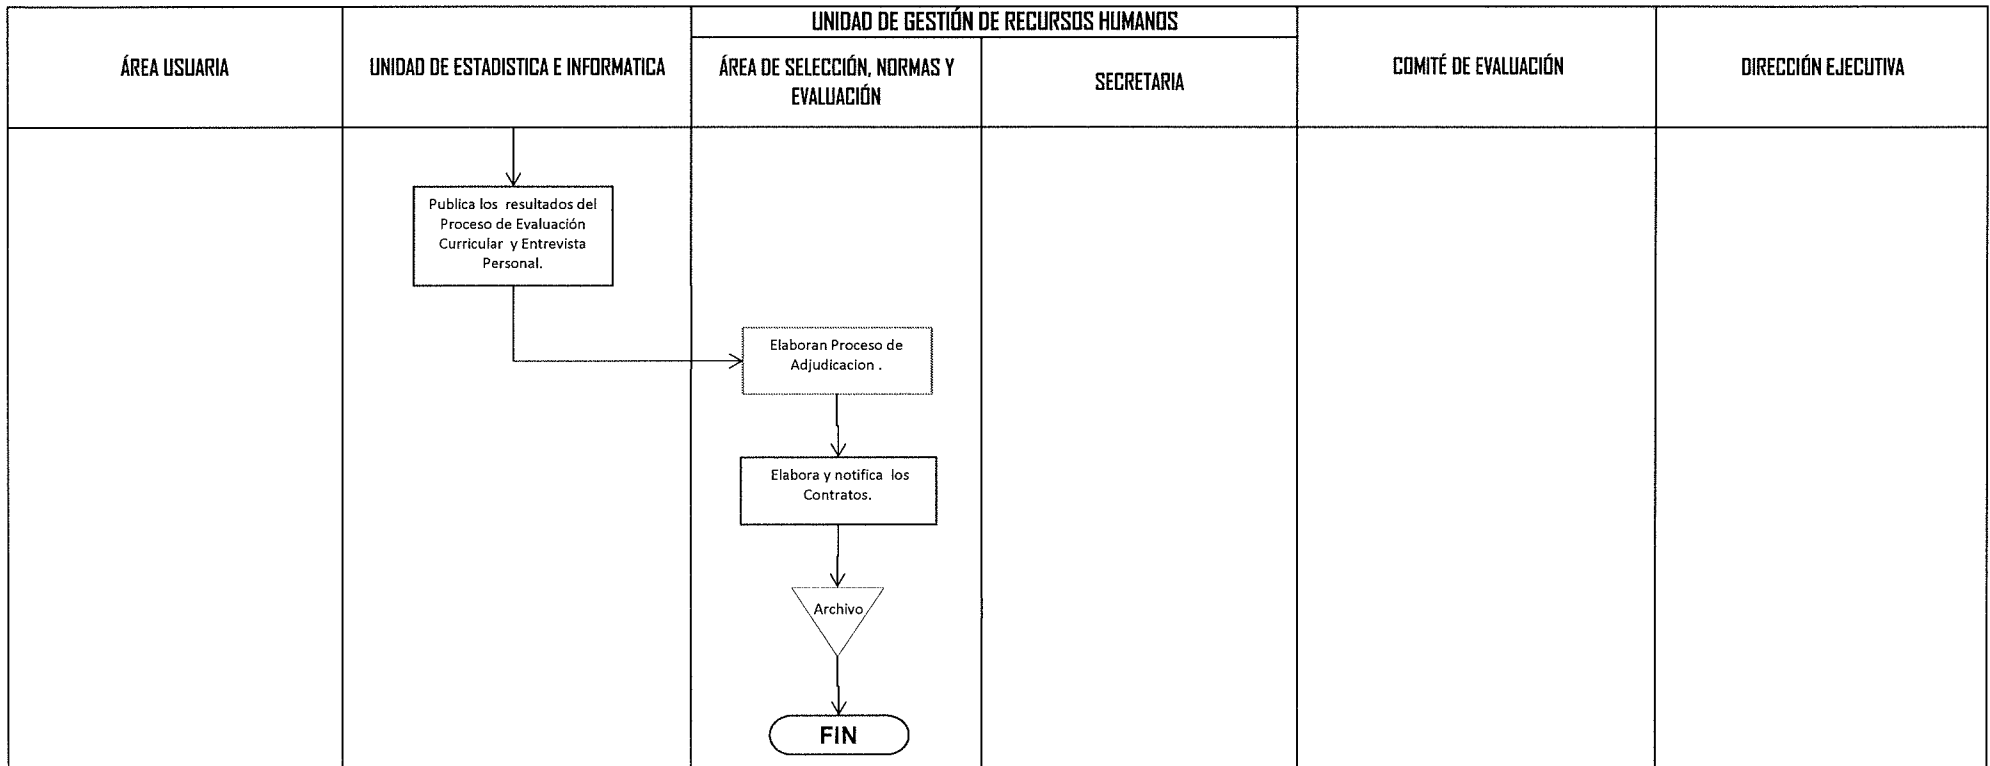 UNIDAD DE GESTIÓN DE RECURSOS HUMANOS
ÁREA USUARIA
UNIDAD DE ESTADISTICA E INFORMATICA
ÁREA DE SELECCIÓN, NORMAS Y
EVALUACIÓN
SECRETARIA
COMITÉ DE EVALUACIÓN
DIRECCIÓN EJECUTIVA
Publica los resultados del
Proceso de Evaluación
Curricular y Entrevista
Personal.
Elaboran Proceso de
Adjudicacion .
Elabora y notifica los
Contratos.
Archivo
FIN